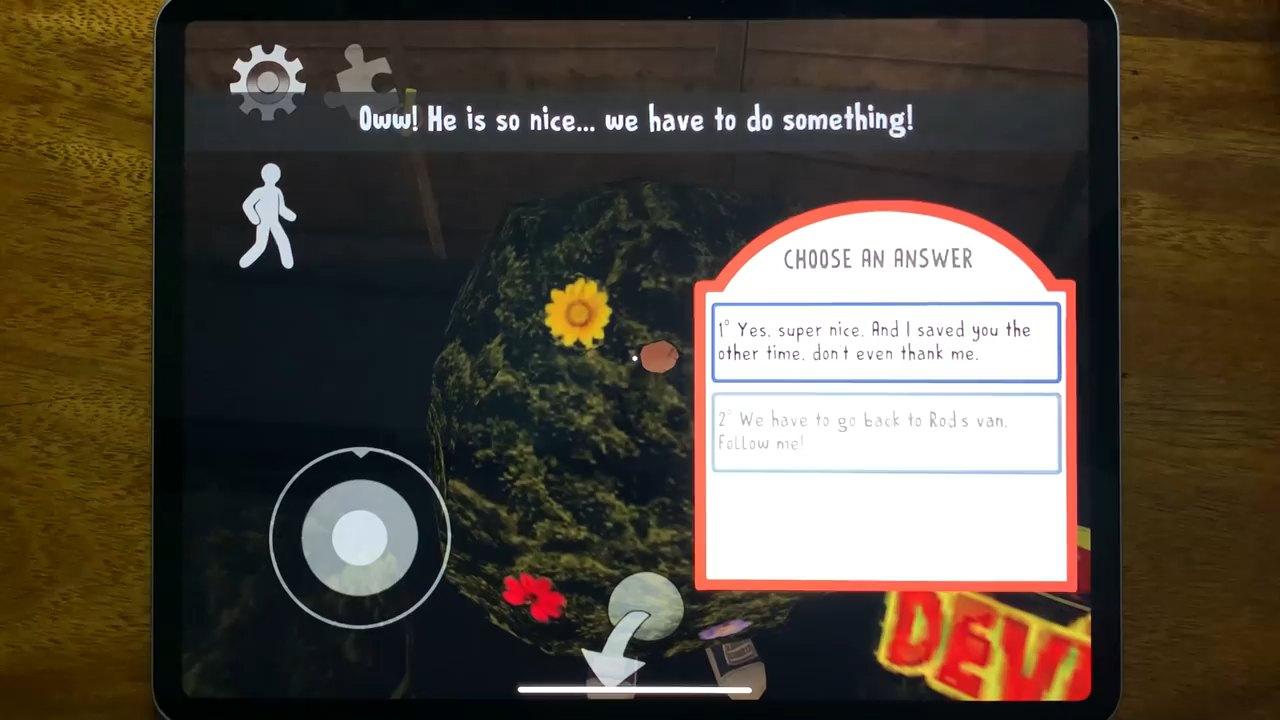 Oww! He is so nice... we have to do something!
CHOOSE AN ANSWER
1° Yes, super nice. And I saved you the
other time, don't even thank me.
2° We have to go back to Rod's van.
Follow me!
DEV